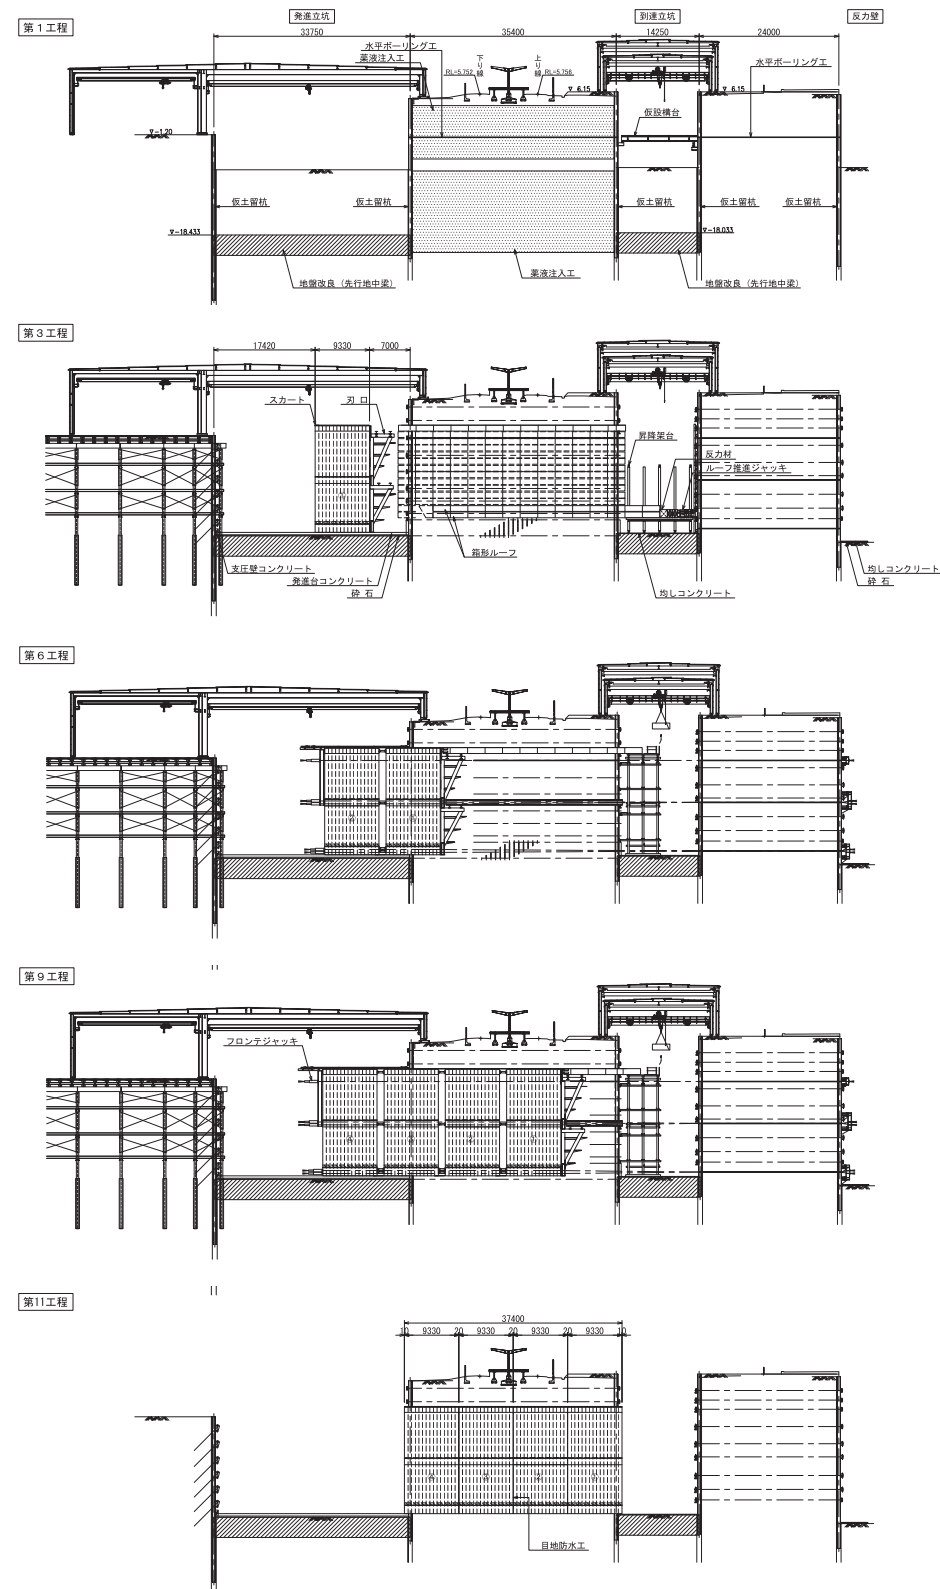 第１工程
発進立坑
到達立坑
反力壁
33750
35400
14250
24000
水平ボーリング工
薬液注入工
下り線
上り線
RL=5.752
RL=5.756
▽ 6.15
▽ 6.15
水平ボーリング工
仮設構台
▽-1.20
仮土留杭
仮土留杭
仮土留杭
仮土留杭
仮土留杭
▽-18.433
▽-18.033
薬液注入工
地盤改良（先行地中梁）
地盤改良（先行地中梁）
第３工程
17420
9330
7000
スカート
刃 口
昇降架台
反力材
ルーフ推進ジャッキ
箱形ルーフ
支圧壁コンクリート
発進台コンクリート
砕 石
均しコンクリート
均しコンクリート
砕 石
第６工程
第９工程
フロンテジャッキ
第11工程
37400
10
9330
20
9330
20
9330
20
9330
10
目地防水工